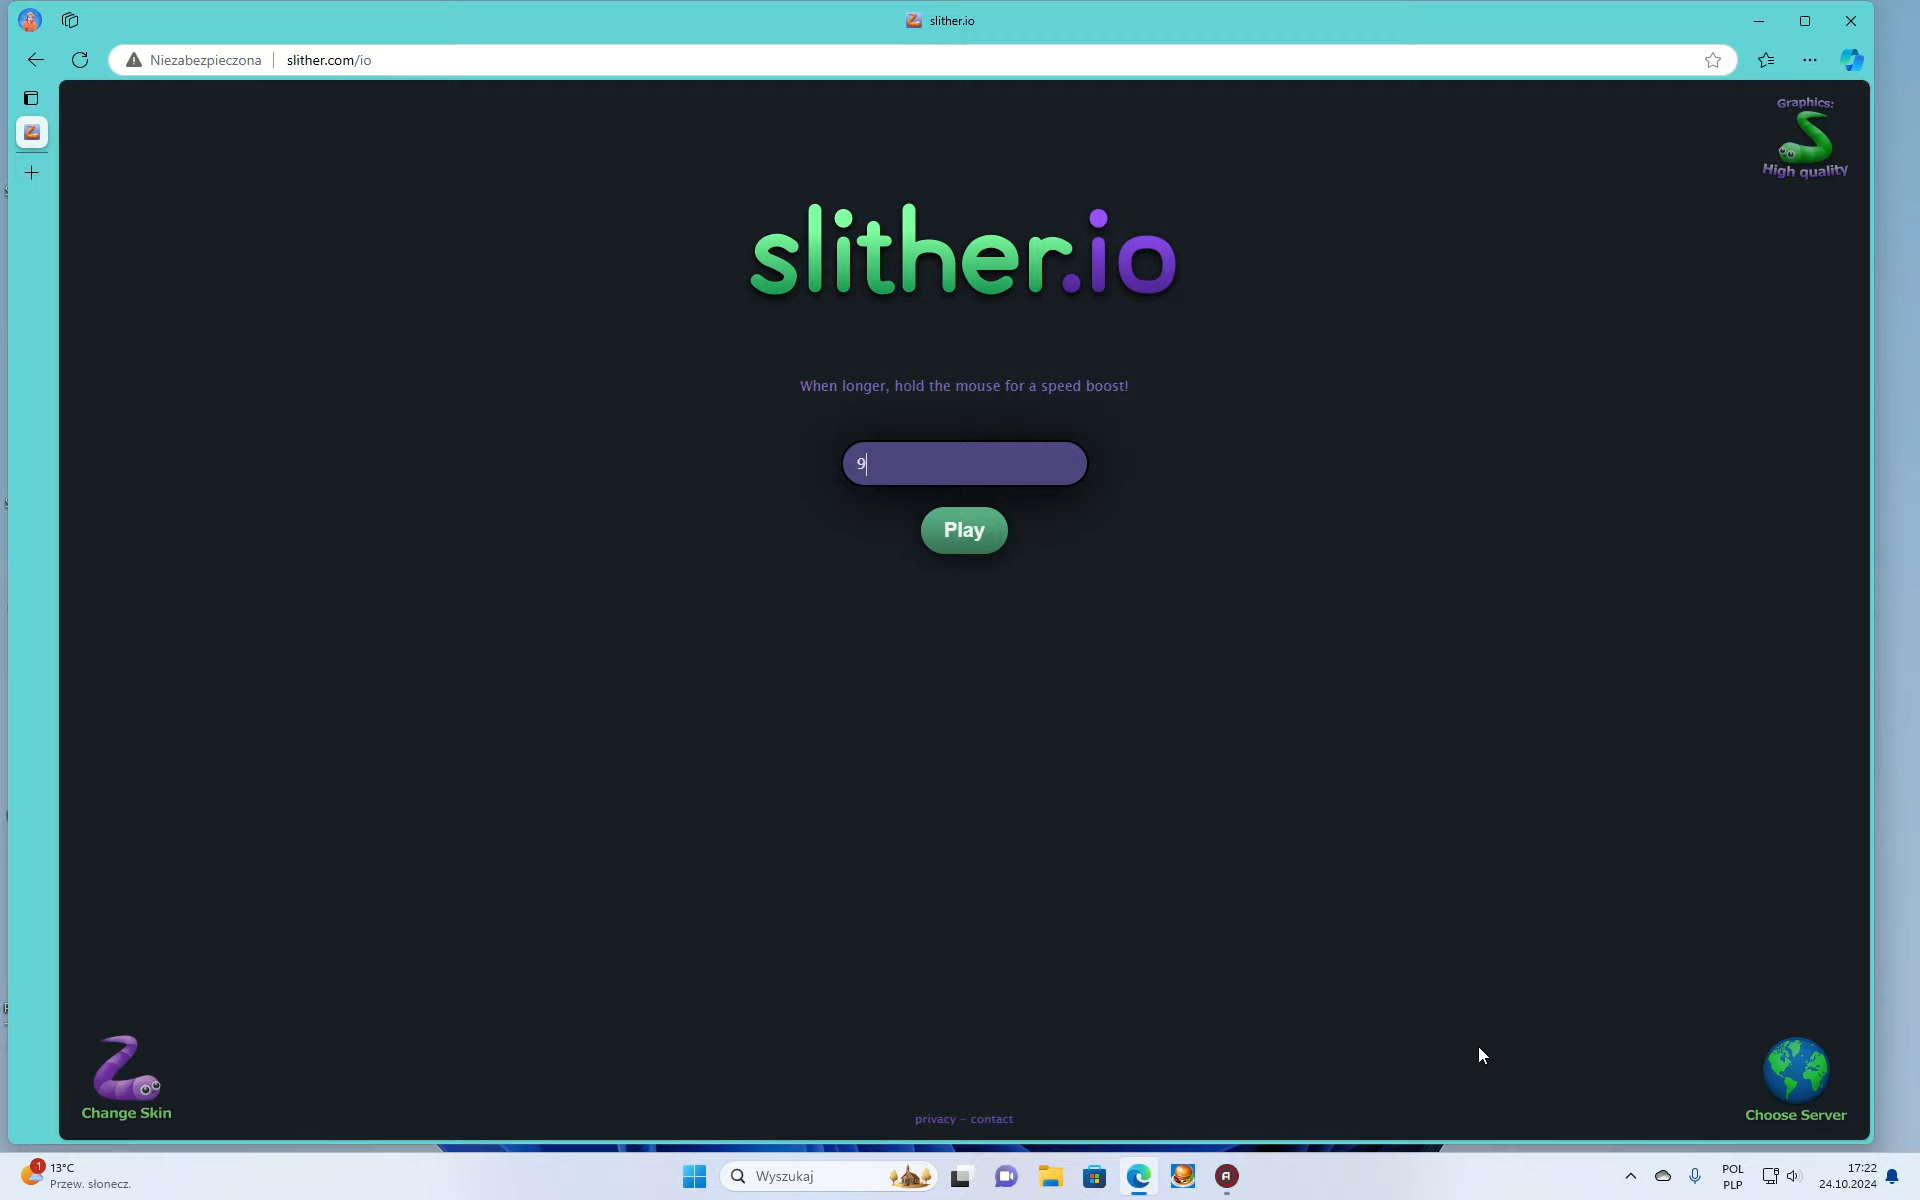 slither.io
Niezabezpieczona
slither.com/io
Graphics:
High quality
slither.io
When longer, hold the mouse for a speed boost!
9
Play
Change Skin
privacy - contact
Choose Server
1
13°C
Przew. słonecz.
Wyszukaj
POL
PLP
17:22
24.10.2024